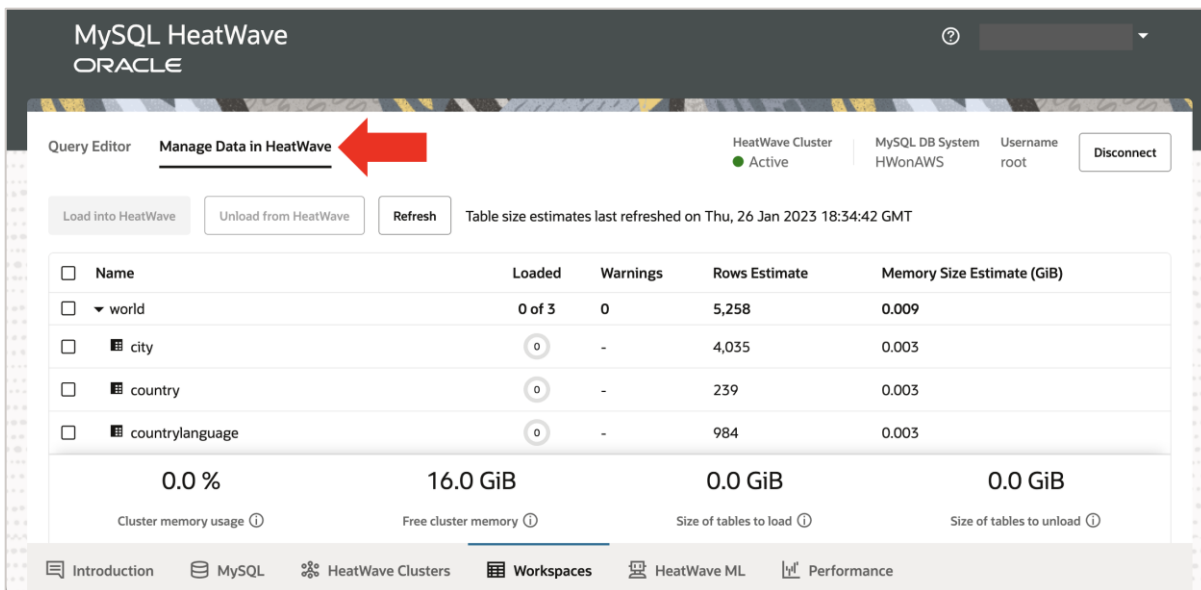 MySQL HeatWave
ORACLE
Query Editor Manage Data in HeatWave HeatWave Cluster MySQL DB System Username Disconnect
Active HWonAWS root
Load into HeatWave Unload from HeatWave Refresh Table size estimates last refreshed on Thu, 26 Jan 2023 18:34:42 GMT
Name Loaded Warnings Rows Estimate Memory Size Estimate (GiB)
world 0 of 3 0 5,258 0.009
city 0 - 4,035 0.003
country 0 - 239 0.003
countrylanguage 0 - 984 0.003
0.0 % 16.0 GiB 0.0 GiB 0.0 GiB
Cluster memory usage Free cluster memory Size of tables to load Size of tables to unload
Introduction MySQL HeatWave Clusters Workspaces HeatWave ML Performance